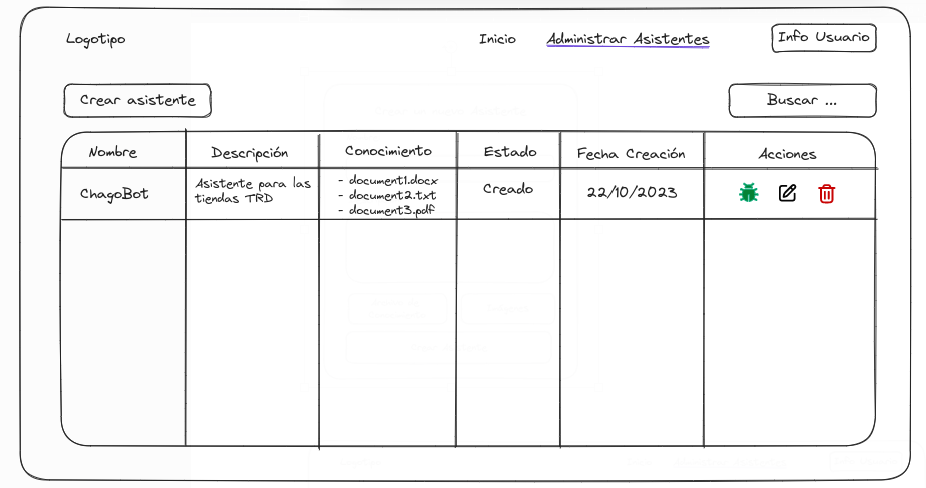 Logotipo
Inicio
Administrar Asistentes
Info Usuario
Crear asistente
Buscar ...
Nombre
Descripción
Conocimiento
Estado
Fecha Creación
Acciones
ChagoBot
Asistente para las
tiendas TRD
- document1.docx
- document2.txt
- document3.pdf
Creado
22/10/2023